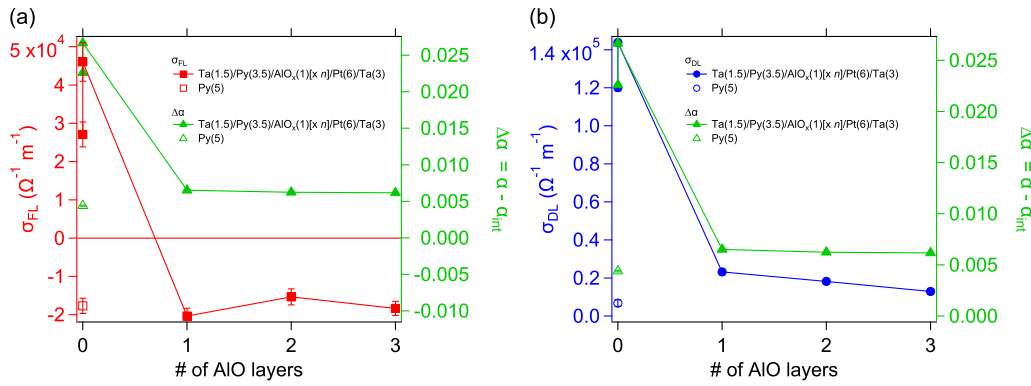 (a)
5 x10⁴
4
3
2
1
0
-1
-2
σFL (Ω⁻¹ m⁻¹)
σFL
Ta(1.5)/Py(3.5)/AlOₓ(1)[x n]/Pt(6)/Ta(3)
Py(5)
Δα
Ta(1.5)/Py(3.5)/AlOₓ(1)[x n]/Pt(6)/Ta(3)
Py(5)
0.025
0.020
0.015
0.010
0.005
0.000
-0.005
-0.010
Δα = α - αint
0 1 2 3
# of AlO layers
(b)
1.4 x10⁵
1.2
1.0
0.8
0.6
0.4
0.2
0.0
σDL (Ω⁻¹ m⁻¹)
σDL
Ta(1.5)/Py(3.5)/AlOₓ(1)[x n]/Pt(6)/Ta(3)
Py(5)
Δα
Ta(1.5)/Py(3.5)/AlOₓ(1)[x n]/Pt(6)/Ta(3)
Py(5)
0.025
0.020
0.015
0.010
0.005
0.000
Δα = α - αint
0 1 2 3
# of AlO layers